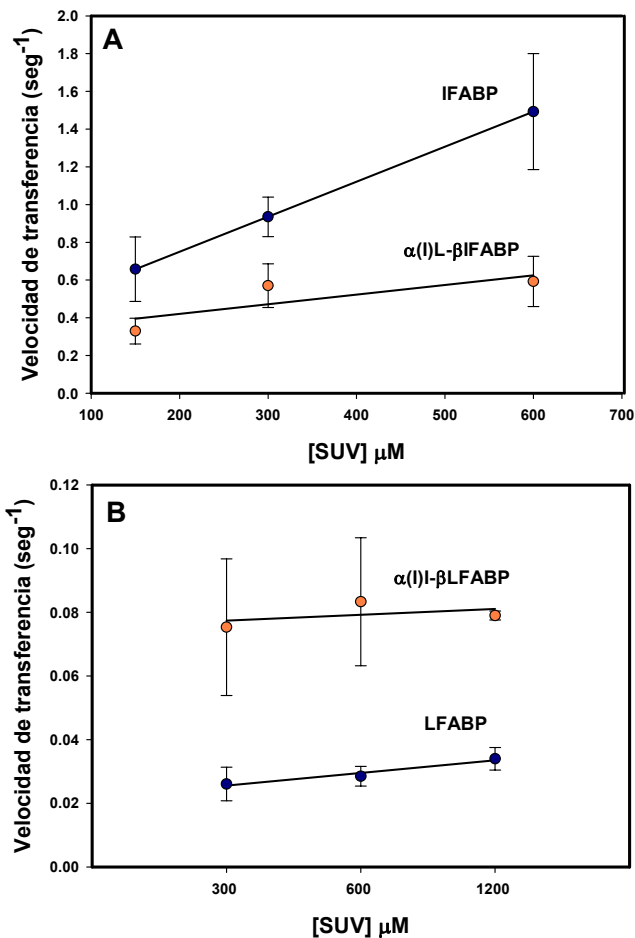 A
Velocidad de transferencia (seg-1)
2.0
1.8
1.6
1.4
1.2
1.0
0.8
0.6
0.4
0.2
0.0
IFABP
α(I)L-βIFABP
100 200 300 400 500 600 700
[SUV] μM
B
Velocidad de transferencia (seg-1)
0.12
0.10
0.08
0.06
0.04
0.02
0.00
α(I)I-βLFABP
LFABP
300 600 1200
[SUV] μM